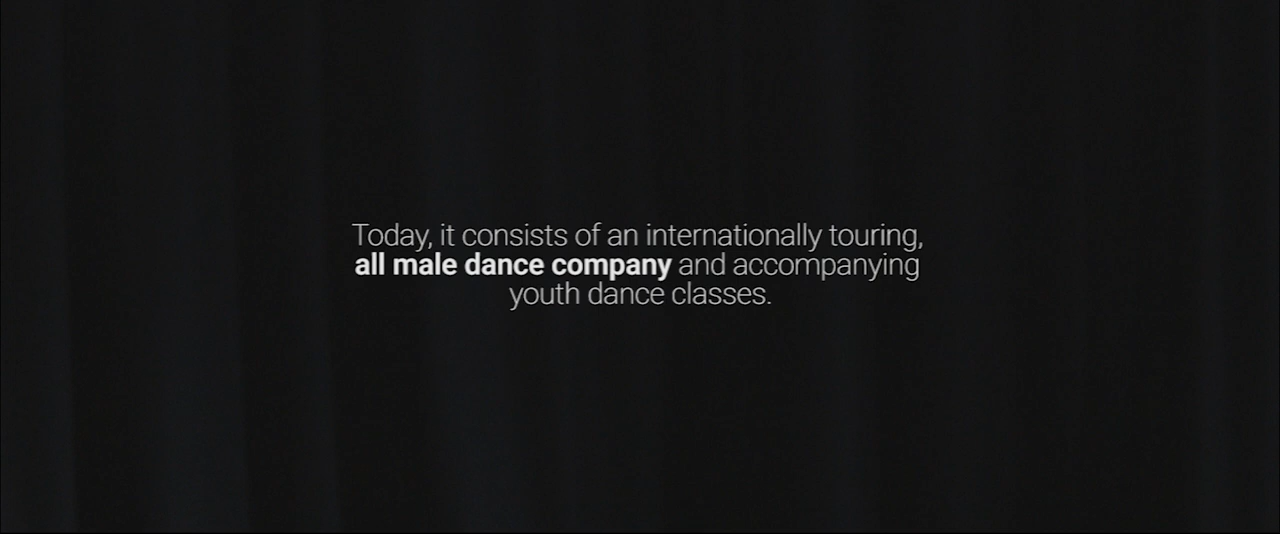 Today, it consists of an internationally touring,
all male dance company and accompanying
youth dance classes.